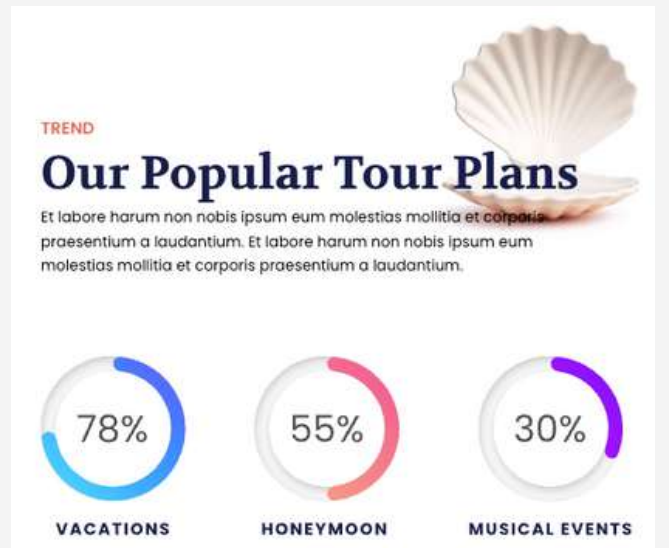 TREND
Our Popular Tour Plans
Et labore harum non nobis ipsum eum molestias mollitia et corporis
praesentium a laudantium. Et labore harum non nobis ipsum eum
molestias mollitia et corporis praesentium a laudantium.
78% 55% 30%
VACATIONS HONEYMOON MUSICAL EVENTS